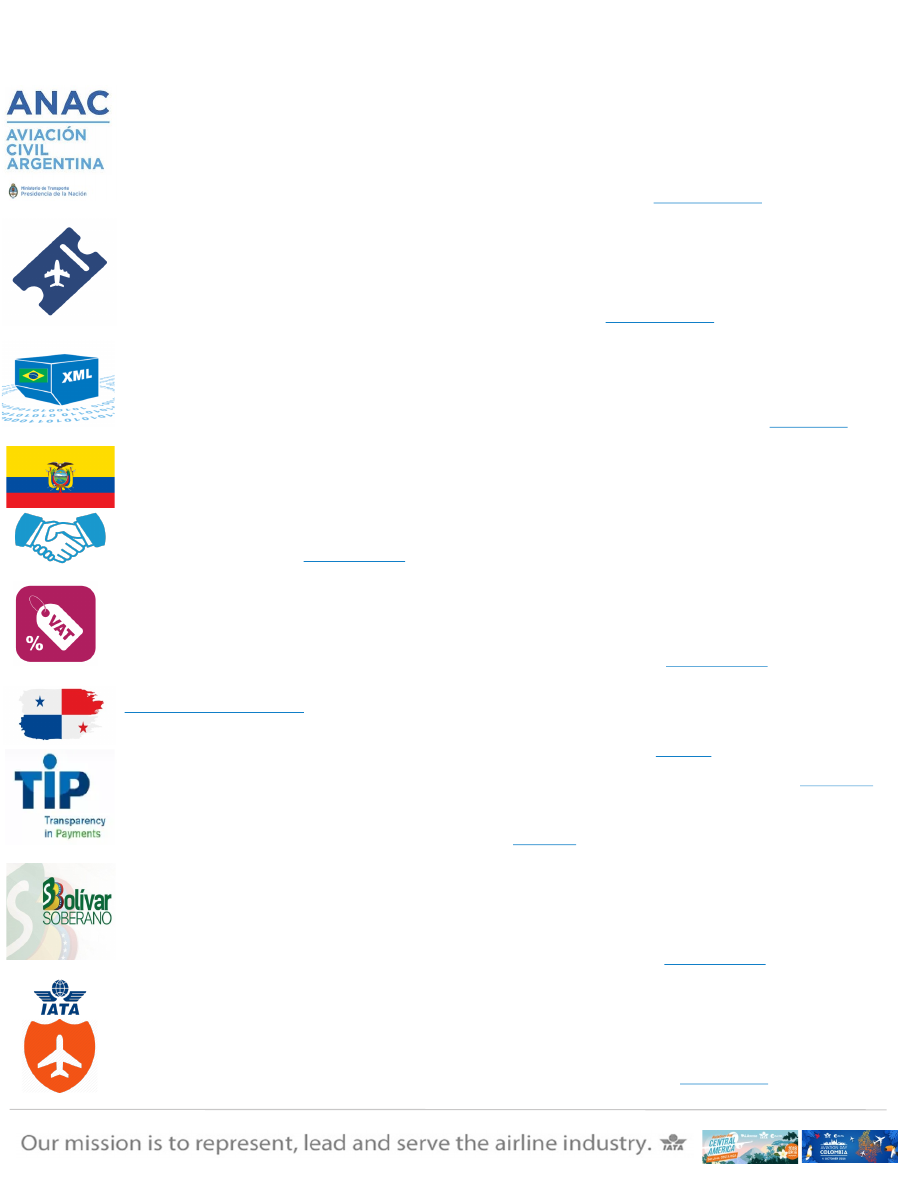 ANAC
AVIACIÓN
CIVIL
ARGENTINA
Ministerio de Transporte
Presidencia de la Nación
XML
VAT
%
TIP
Transparency
in Payments
Bolívar
SOBERANO
IATA
Our mission is to represent, lead and serve the airline industry.
IATA
CENTRAL
AMERICA
COLOMBIA